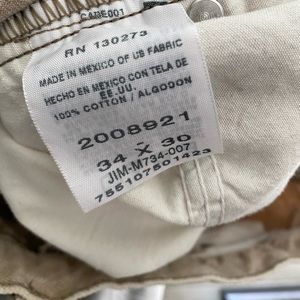 CADE001
RN 130273
MADE IN MEXICO OF US FABRIC
HECHO EN MEXICO CON TELA DE
EE.UU.
100% COTTON / ALGODON
2008921
34 X 30
JIM-M734-007
755107501423